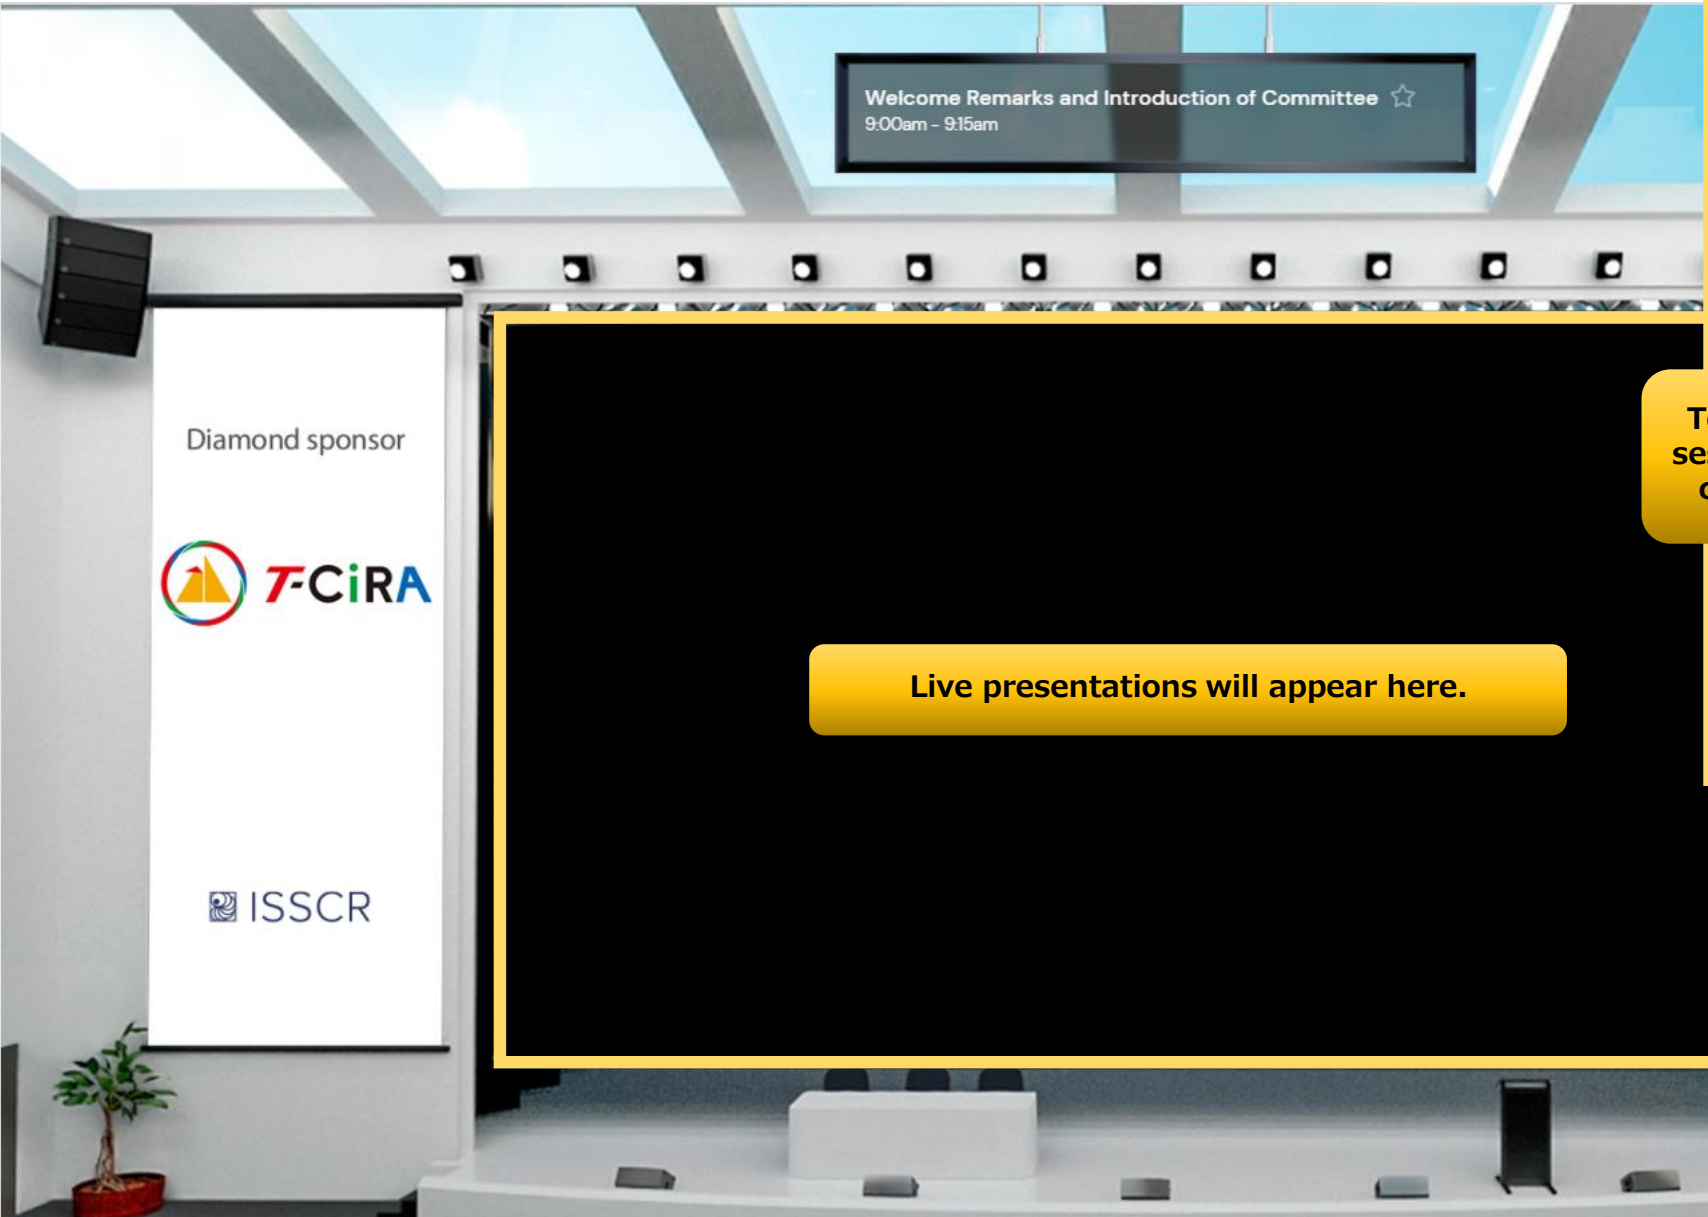 Welcome Remarks and Introduction of Committee
9:00am - 9:15am
Diamond sponsor
T-CiRA
Live presentations will appear here.
ISSCR